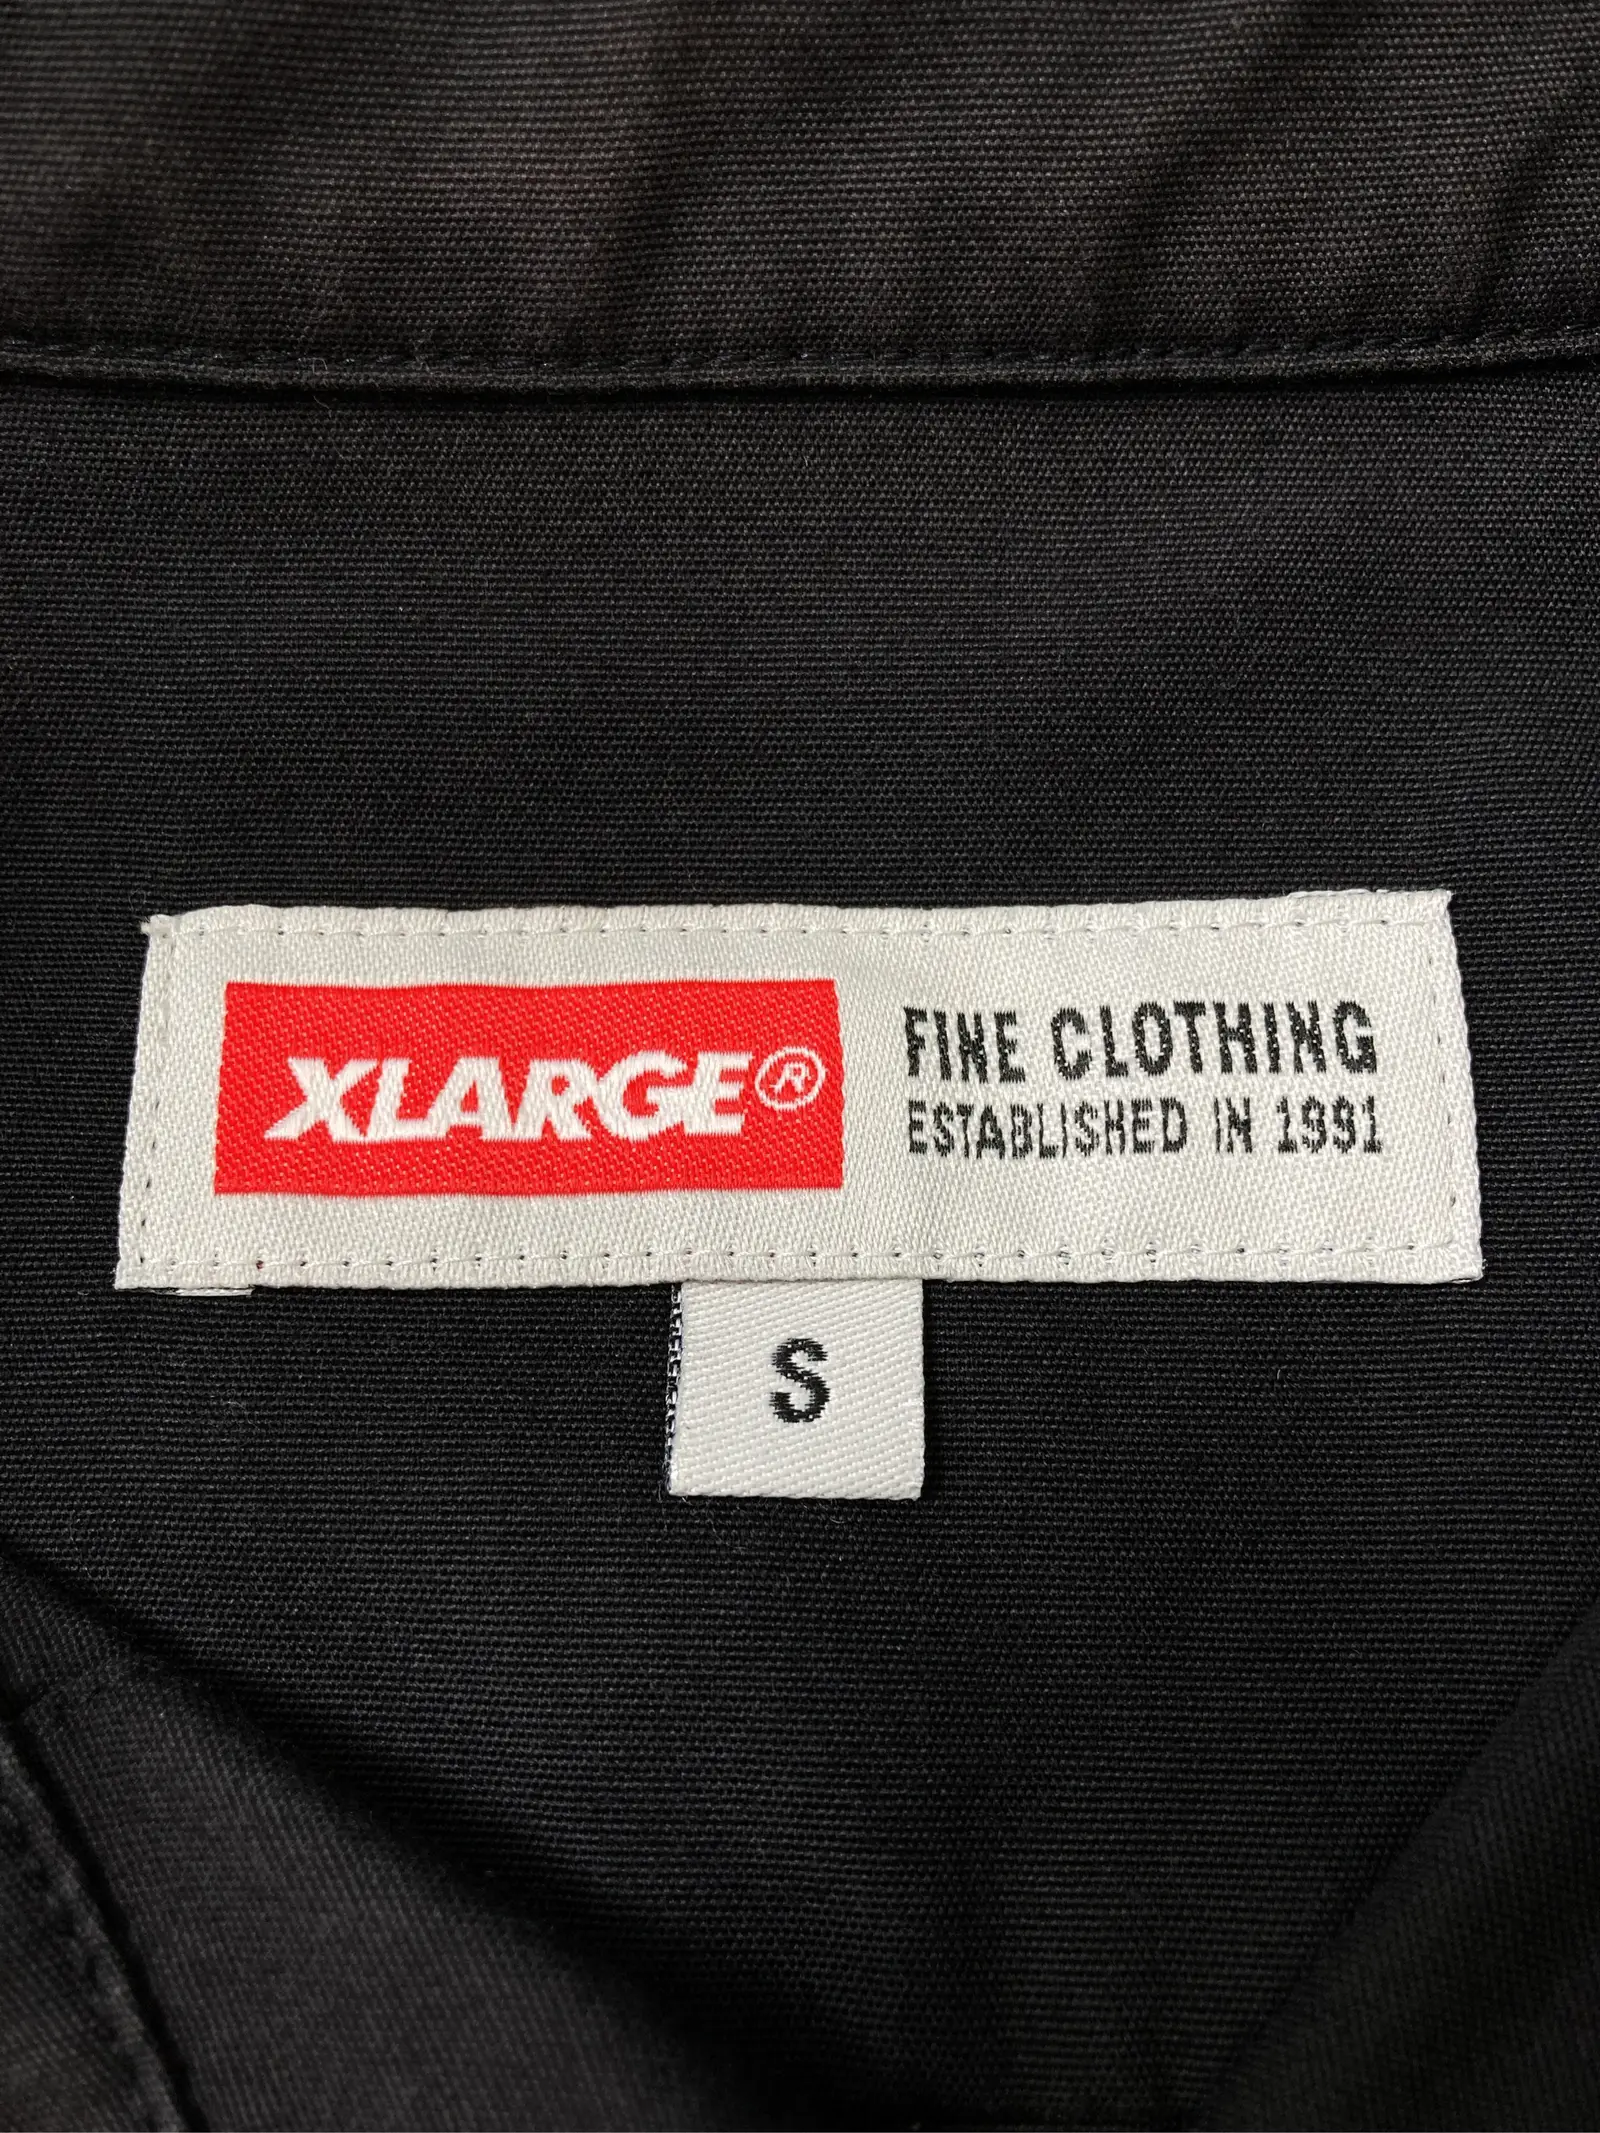 XLARGE®
FINE CLOTHING
ESTABLISHED IN 1991
S